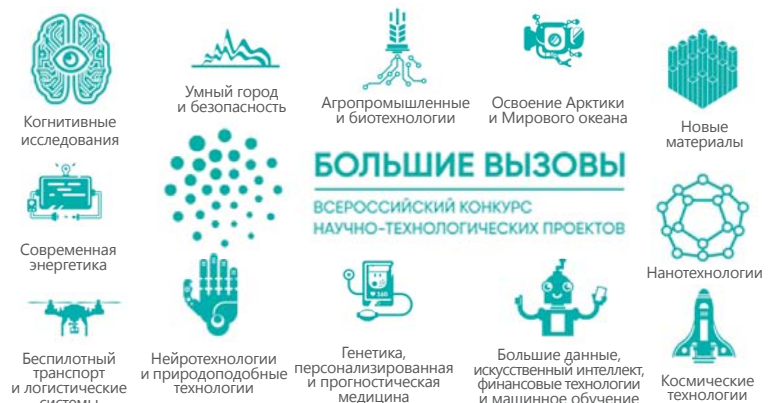 Когнитивные
исследования
Умный город
и безопасность
Агропромышленные
и биотехнологии
Освоение Арктики
и Мирового океана
Новые
материалы
БОЛЬШИЕ ВЫЗОВЫ
ВСЕРОССИЙСКИЙ КОНКУРС
НАУЧНО-ТЕХНОЛОГИЧЕСКИХ ПРОЕКТОВ
Современная
энергетика
Нанотехнологии
Беспилотный
транспорт
и логистические
системы
Нейротехнологии
и природоподобные
технологии
Генетика,
персонализированная
и прогностическая
медицина
Большие данные,
искусственный интеллект,
финансовые технологии
и машинное обучение
Космические
технологии